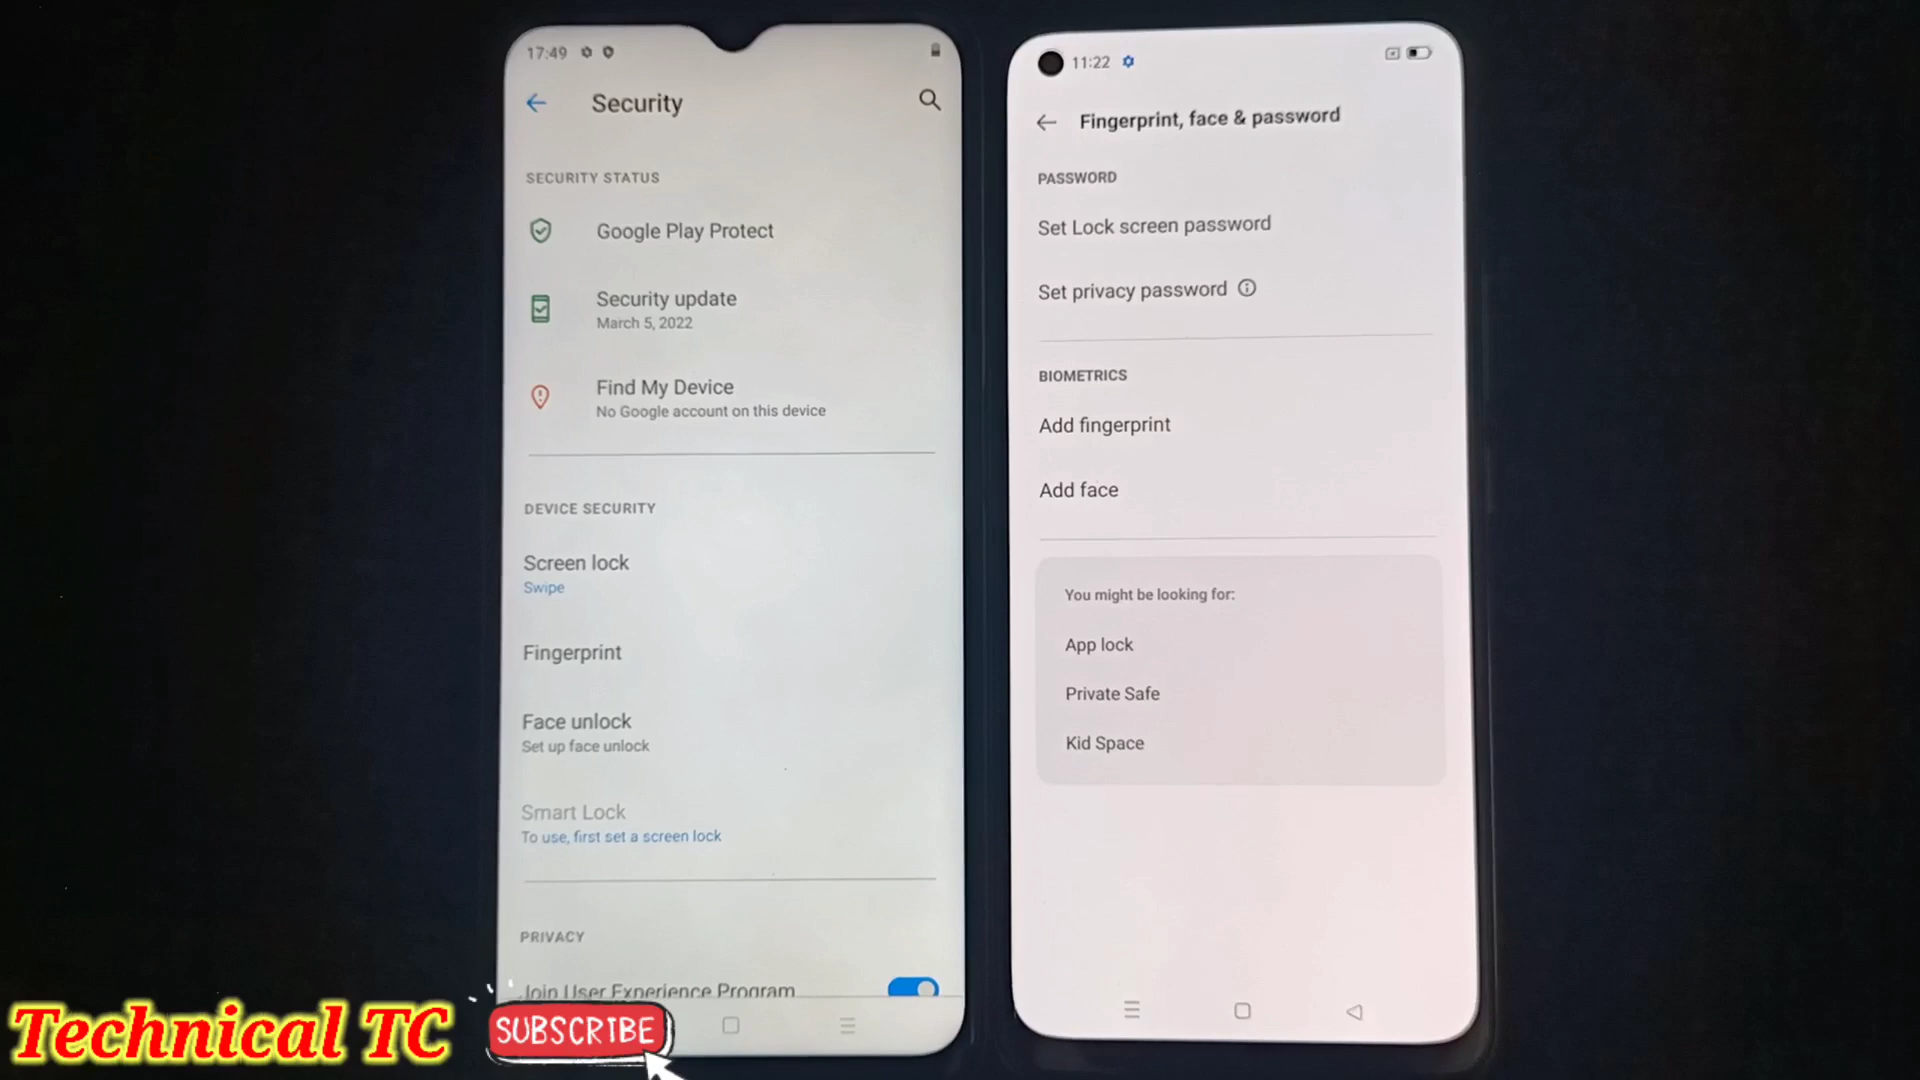 17:49
Security
SECURITY STATUS
Google Play Protect
Security update
March 5, 2022
Find My Device
No Google account on this device
DEVICE SECURITY
Screen lock
Swipe
Fingerprint
Face unlock
Set up face unlock
Smart Lock
To use, first set a screen lock
PRIVACY
Join User Experience Program
11:22
Fingerprint, face & password
PASSWORD
Set Lock screen password
Set privacy password
BIOMETRICS
Add fingerprint
Add face
You might be looking for:
App lock
Private Safe
Kid Space
Technical TC
SUBSCRIBE